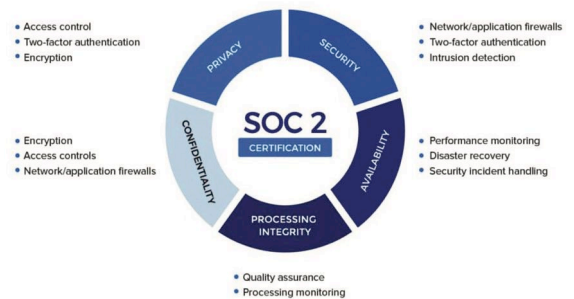 • Access control
• Two-factor authentication
• Encryption
PRIVACY
SECURITY
• Network/application firewalls
• Two-factor authentication
• Intrusion detection
SOC 2
CERTIFICATION
CONFIDENTIALITY
• Encryption
• Access controls
• Network/application firewalls
AVAILABILITY
• Performance monitoring
• Disaster recovery
• Security incident handling
PROCESSING
INTEGRITY
• Quality assurance
• Processing monitoring